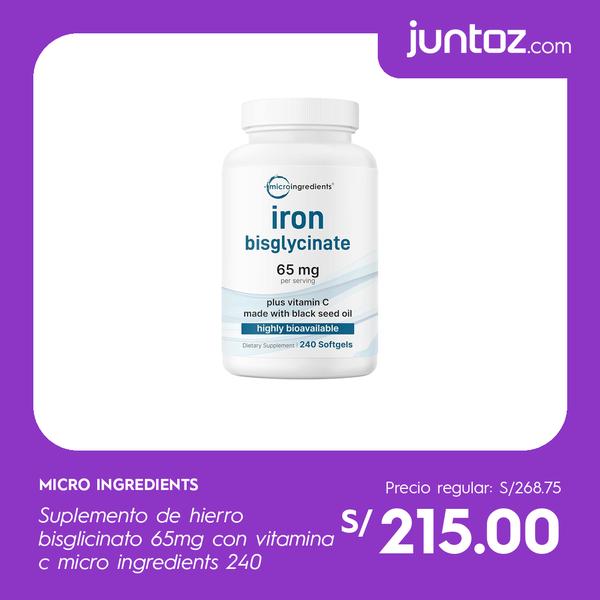 juntoz.com
microingredients®
iron
bisglycinate
65 mg
per serving
plus vitamin C
made with black seed oil
highly bioavailable
Dietary Supplement | 240 Softgels
MICRO INGREDIENTS
Suplemento de hierro
bisglicinato 65mg con vitamina
c micro ingredients 240
Precio regular: S/268.75
S/ 215.00